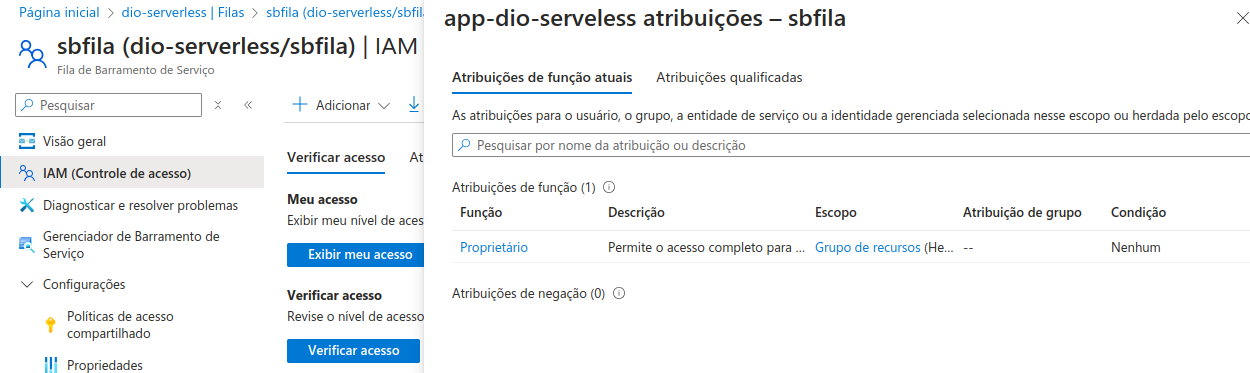 Página inicial > dio-serverless | Filas > sbfila (dio-serverless/sbfila
sbfila (dio-serverless/sbfila) | IAM
Fila de Barramento de Serviço
Pesquisar
Visão geral
IAM (Controle de acesso)
Diagnosticar e resolver problemas
Gerenciador de Barramento de
Serviço
Configurações
Políticas de acesso
compartilhado
Propriedades
Adicionar
Verificar acesso At
Meu acesso
Exibir meu nível de aces
Exibir meu acesso
Verificar acesso
Revise o nível de acesso
Verificar acesso
app-dio-serveless atribuições – sbfila
Atribuições de função atuais Atribuições qualificadas
As atribuições para o usuário, o grupo, a entidade de serviço ou a identidade gerenciada selecionada nesse escopo ou herdada pelo escopo
Pesquisar por nome da atribuição ou descrição
Atribuições de função (1)
Função Descrição Escopo Atribuição de grupo Condição
Proprietário Permite o acesso completo para ... Grupo de recursos (He... -- Nenhum
Atribuições de negação (0)